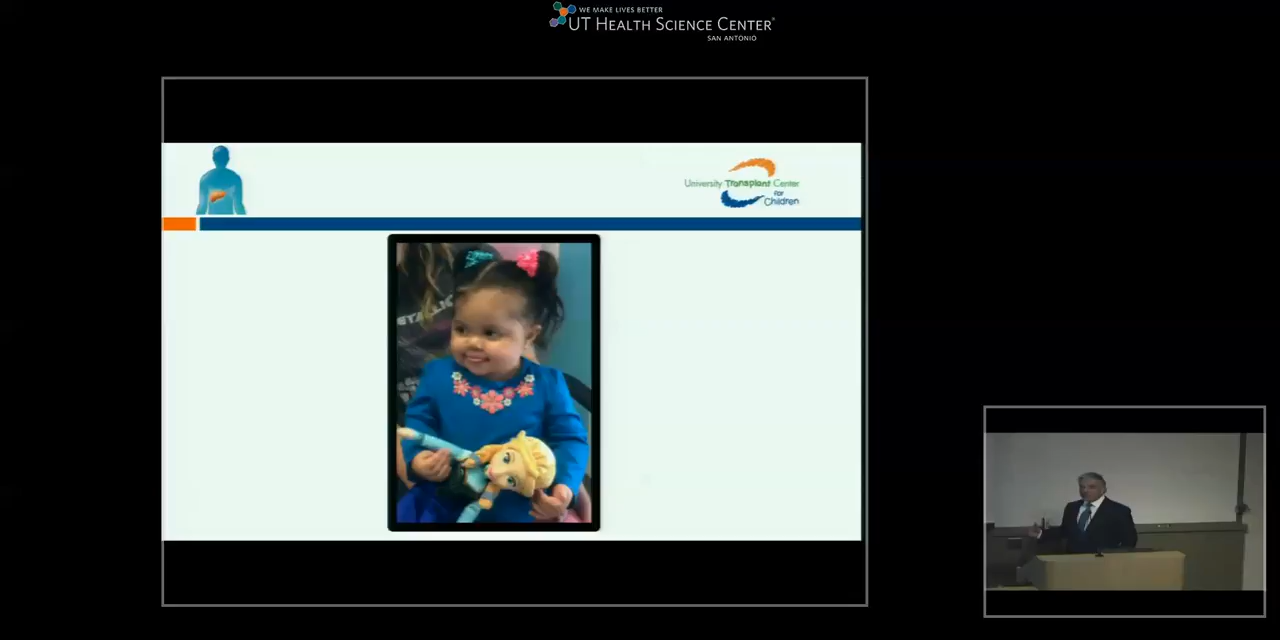 WE MAKE LIVES BETTER
UT HEALTH SCIENCE CENTER®
SAN ANTONIO
University Transplant Center
for
Children